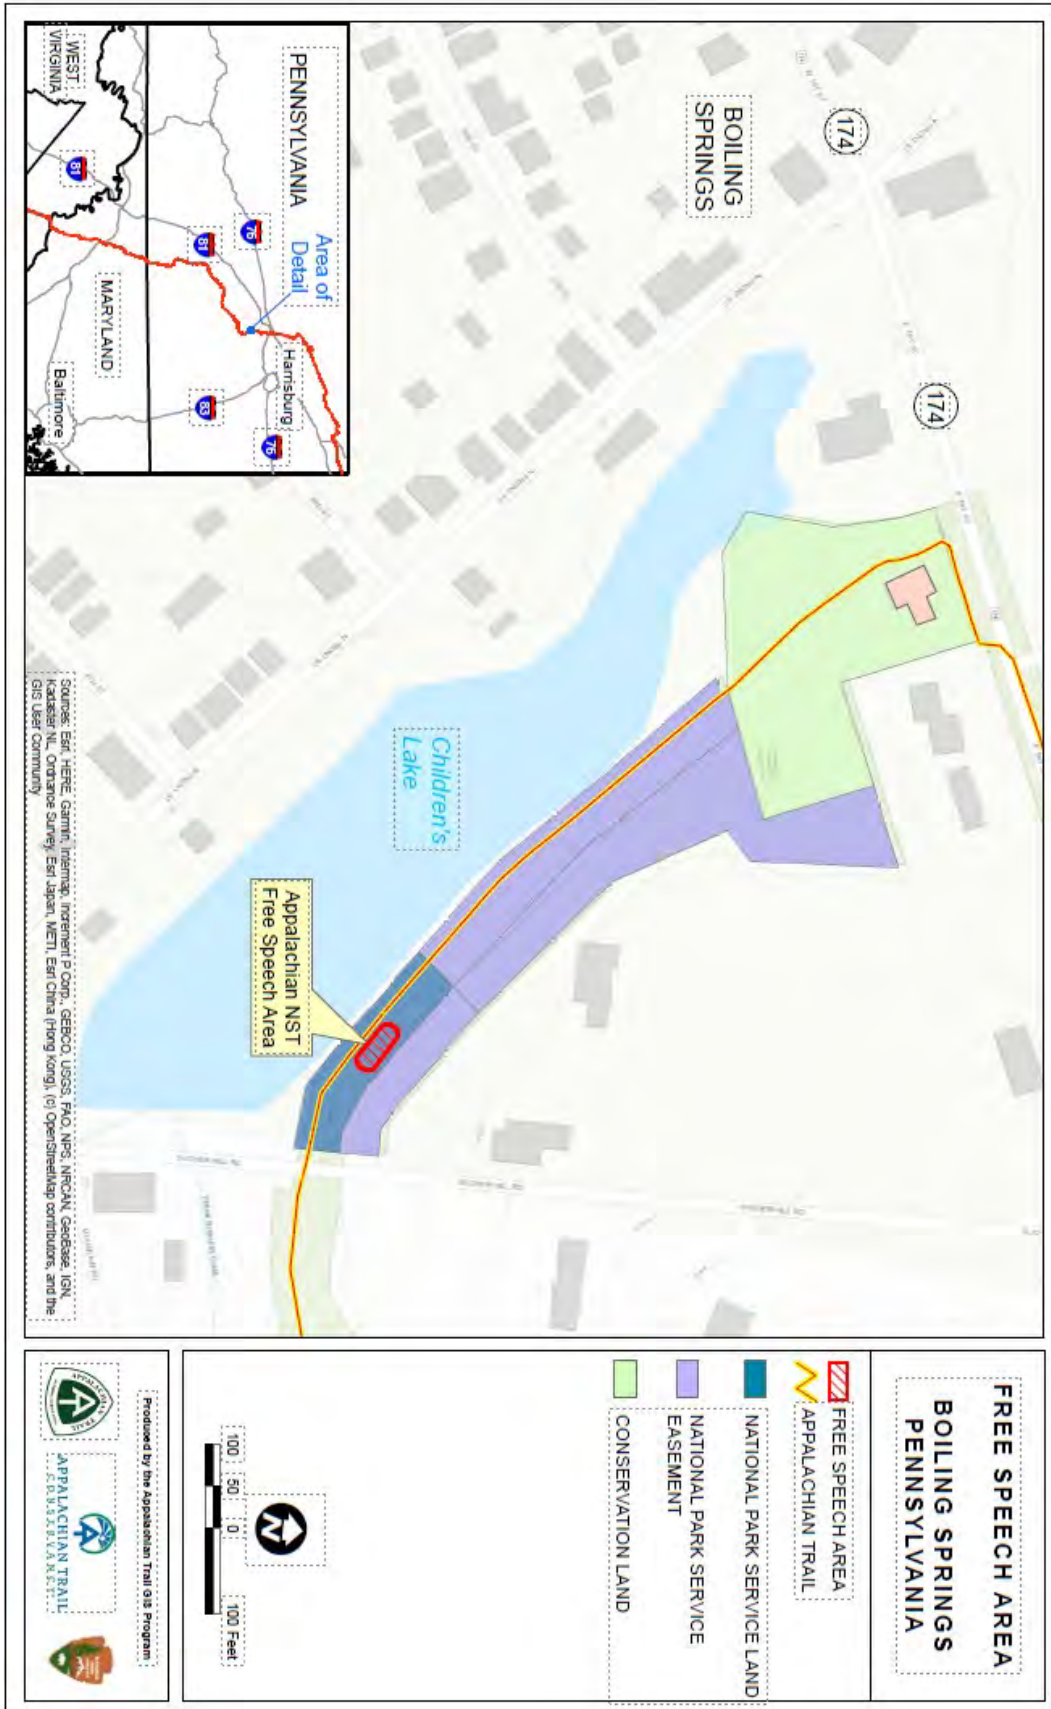 FREE SPEECH AREA
BOILING SPRINGS
PENNSYLVANIA
FREE SPEECH AREA
APPALACHIAN TRAIL
NATIONAL PARK SERVICE LAND
NATIONAL PARK SERVICE
EASEMENT
CONSERVATION LAND
N
100 50 0 100 Feet
Produced by the Appalachian Trail GIS Program
APPALACHIAN TRAIL
APPALACHIAN TRAIL
CONSERVANCY
174
174
BOILING
SPRINGS
Children's
Lake
Appalachian NST
Free Speech Area
PENNSYLVANIA
Area of
Detail
Harrisburg
76
81
83
76
81
WEST
VIRGINIA
MARYLAND
Baltimore
Sources: Esri, HERE, Garmin, Intermap, increment P Corp., GEBCO, USGS, FAO, NPS, NRCAN, GeoBase, IGN,
Kadaster NL, Ordnance Survey, Esri Japan, METI, Esri China (Hong Kong), (c) OpenStreetMap contributors, and the
GIS User Community